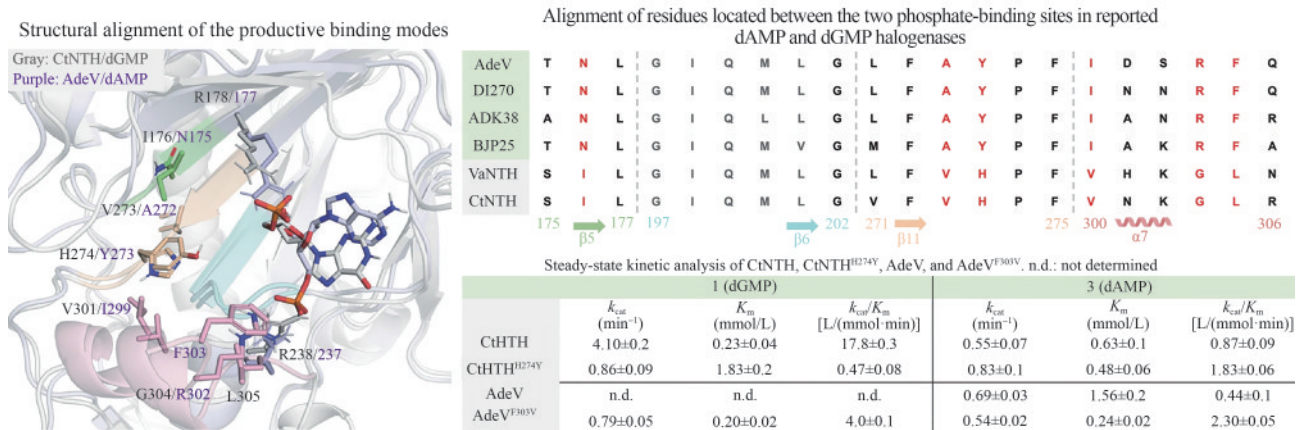 Structural alignment of the productive binding modes
Gray: CtNTH/dGMP
Purple: AdeV/dAMP
R178/177
I176/N175
V273/A272
H274/Y273
V301/I299
F303
R238/237
G304/R302
L305
Alignment of residues located between the two phosphate-binding sites in reported
dAMP and dGMP halogenases
AdeV T N L G I Q M L G L F A Y P F I D S R F Q
DI270 T N L G I Q M L G L F A Y P F I N N R F Q
ADK38 A N L G I Q L L G L F A Y P F I A N R F R
BJP25 T N L G I Q M V G M F A Y P F I A K R F A
VaNTH S I L G I Q M L G L F V H P F V H K G L N
CtNTH S I L G I Q M L G V F V H P F V N K G L R
175 177 197 202 271 275 300 306
β5 β6 β11 α7
Steady-state kinetic analysis of CtNTH, CtNTH^H274Y, AdeV, and AdeV^F303V. n.d.: not determined
1 (dGMP) 3 (dAMP)
kcat Km kcat/Km kcat Km kcat/Km
(min⁻¹) (mmol/L) [L/(mmol·min)] (min⁻¹) (mmol/L) [L/(mmol·min)]
CtHTH 4.10±0.2 0.23±0.04 17.8±0.3 0.55±0.07 0.63±0.1 0.87±0.09
CtHTH^H274Y 0.86±0.09 1.83±0.2 0.47±0.08 0.83±0.1 0.48±0.06 1.83±0.06
AdeV n.d. n.d. n.d. 0.69±0.03 1.56±0.2 0.44±0.1
AdeV^F303V 0.79±0.05 0.20±0.02 4.0±0.1 0.54±0.02 0.24±0.02 2.30±0.05